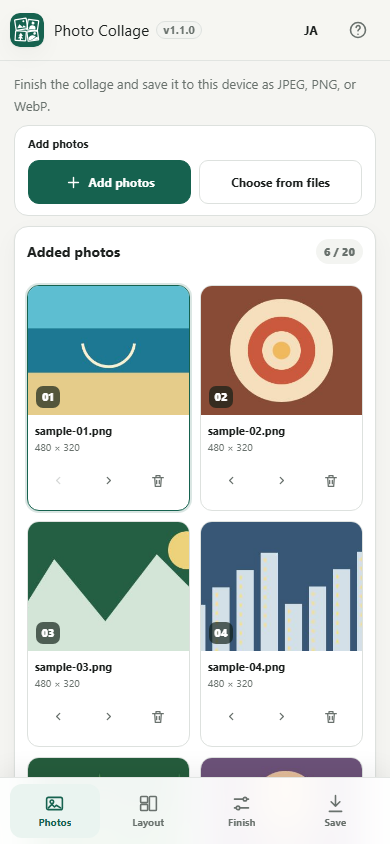 Photo Collage v1.1.0 JA
Finish the collage and save it to this device as JPEG, PNG, or
WebP.
Add photos
Add photos Choose from files
Added photos 6 / 20
01 02
sample-01.png sample-02.png
480 × 320 480 × 320
03 04
sample-03.png sample-04.png
480 × 320 480 × 320
Photos Layout Finish Save